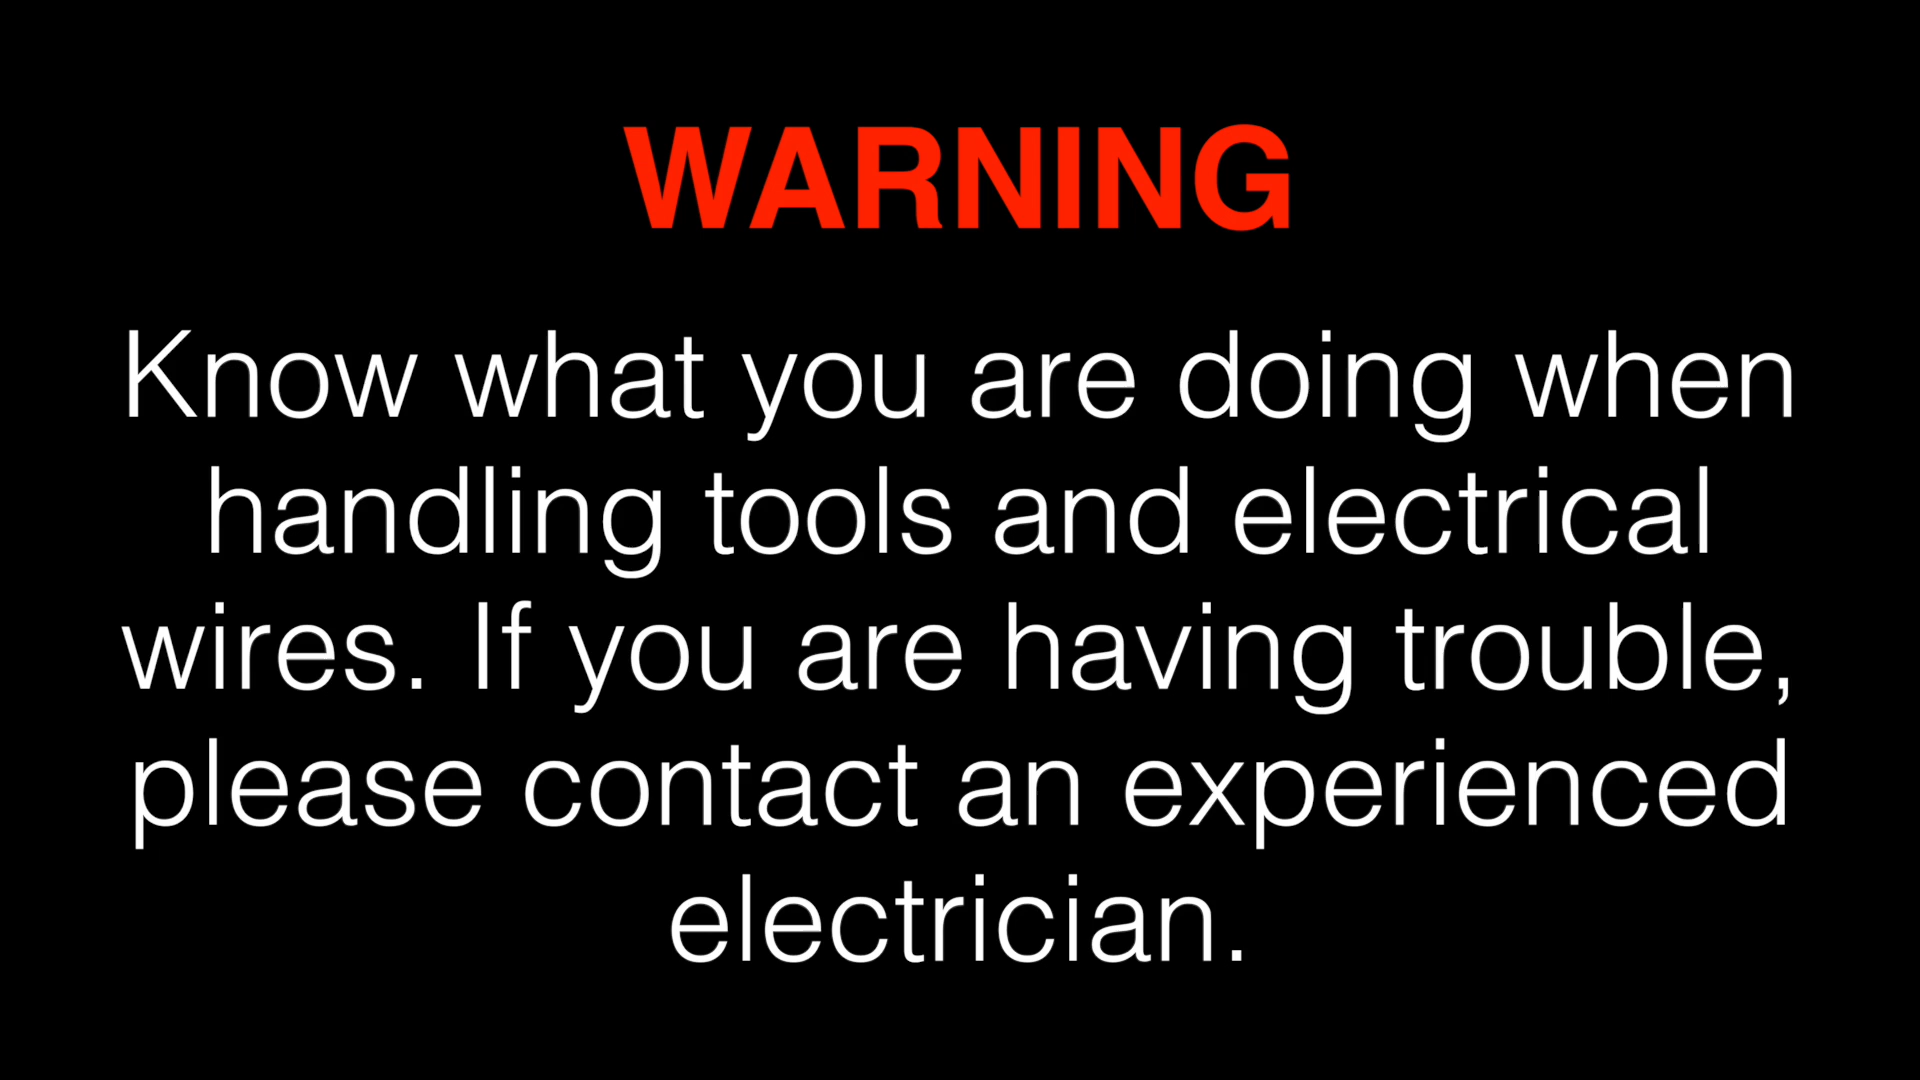 WARNING
Know what you are doing when
handling tools and electrical
wires. If you are having trouble,
please contact an experienced
electrician.